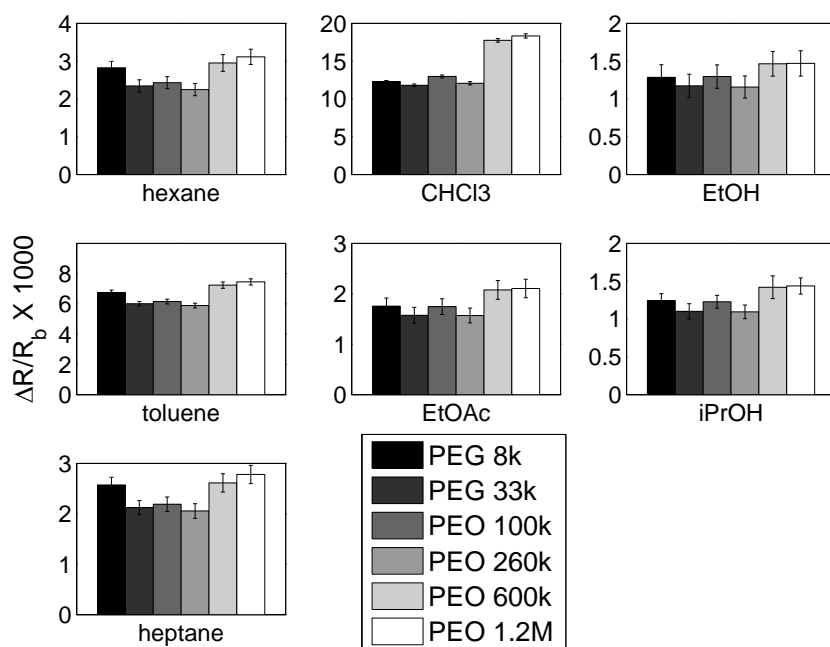 4
3
2
1
0
hexane
20
15
10
5
0
CHCl3
2
1.5
1
0.5
0
EtOH
ΔR/R_b X 1000
8
6
4
2
0
toluene
3
2
1
0
EtOAc
2
1.5
1
0.5
0
iPrOH
3
2
1
0
heptane
PEG 8k
PEG 33k
PEO 100k
PEO 260k
PEO 600k
PEO 1.2M